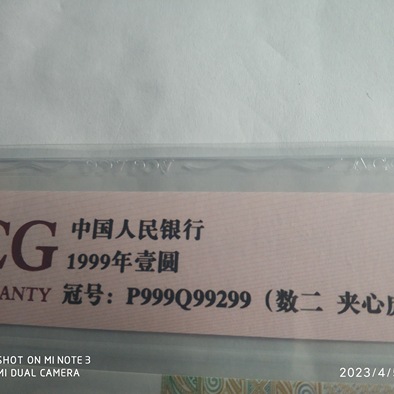 CG 中国人民银行
1999年壹圆
RANTY 冠号：P999Q99299（数二 夹心
SHOT ON MI NOTE 3
MI DUAL CAMERA
2023/4/